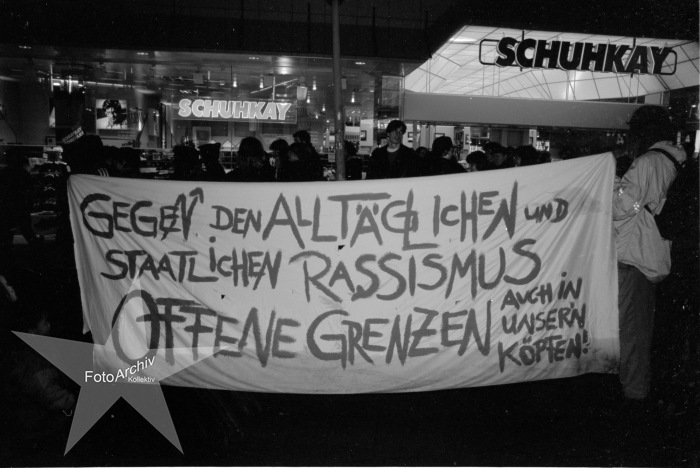 SCHUHKAY
SCHUHKAY
GEGEN DEN ALLTÄGLICHEN UND
STAATLICHEN RASSISMUS
OFFENE GRENZEN AUCH IN
UNSERN
KÖPFEN!
FotoArchiv
Kollektiv